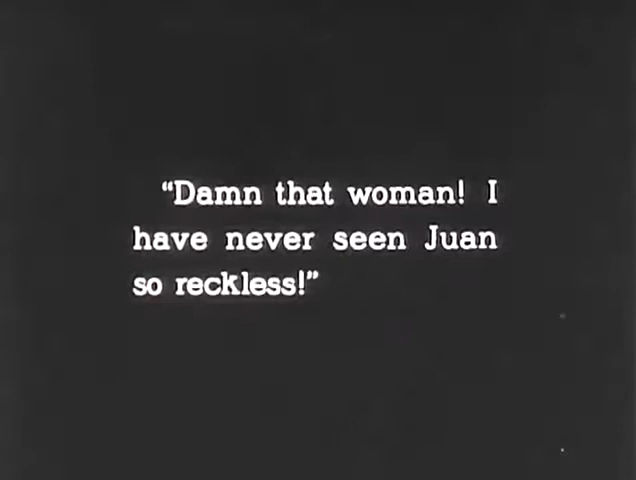 “Damn that woman! I
have never seen Juan
so reckless!”